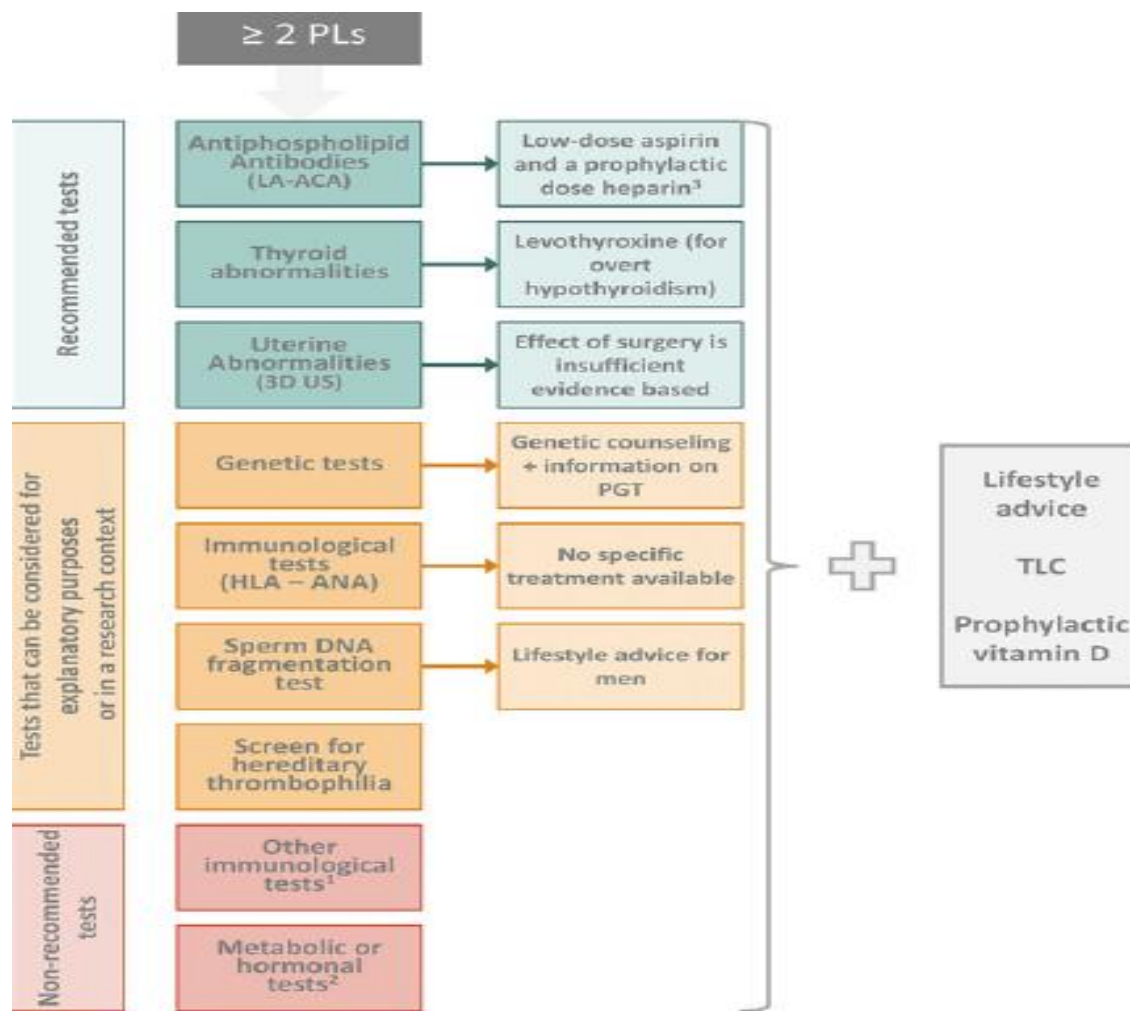 ≥ 2 PLs
Recommended tests
Antiphospholipid
Antibodies
(LA-ACA)
Low-dose aspirin
and a prophylactic
dose heparin³
Thyroid
abnormalities
Levothyroxine (for
overt
hypothyroidism)
Uterine
Abnormalities
(3D US)
Effect of surgery is
insufficient
evidence based
Tests that can be considered for
explanatory purposes
or in a research context
Genetic tests
Genetic counseling
+ information on
PGT
Immunological
tests
(HLA – ANA)
No specific
treatment available
Sperm DNA
fragmentation
test
Lifestyle advice for
men
Screen for
hereditary
thrombophilia
Non-recommended
tests
Other
immunological
tests¹
Metabolic or
hormonal
tests²
Lifestyle
advice
TLC
Prophylactic
vitamin D